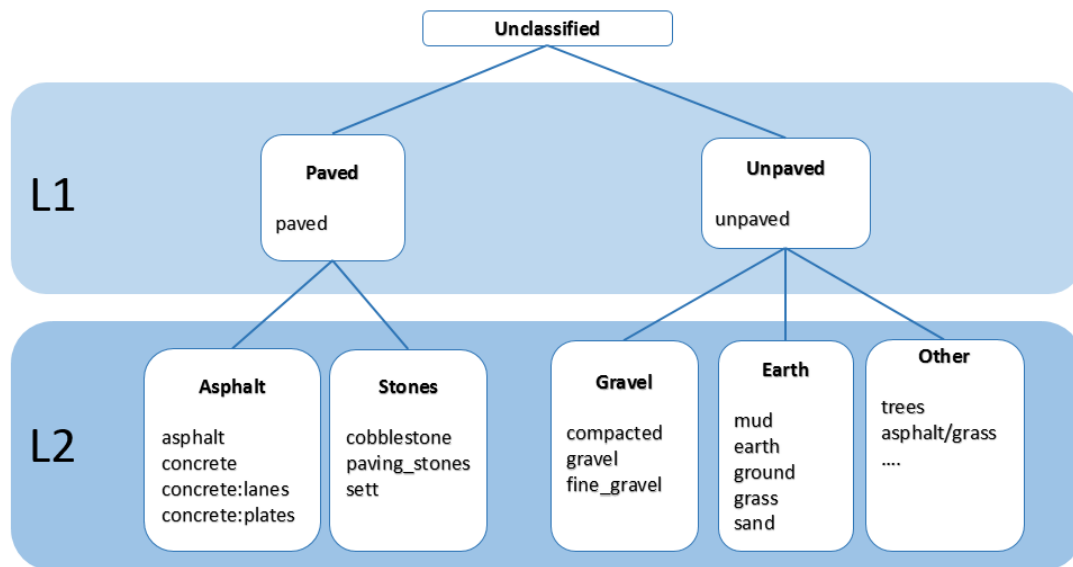 Unclassified
L1
Paved
paved
Unpaved
unpaved
L2
Asphalt
asphalt
concrete
concrete:lanes
concrete:plates
Stones
cobblestone
paving_stones
sett
Gravel
compacted
gravel
fine_gravel
Earth
mud
earth
ground
grass
sand
Other
trees
asphalt/grass
....